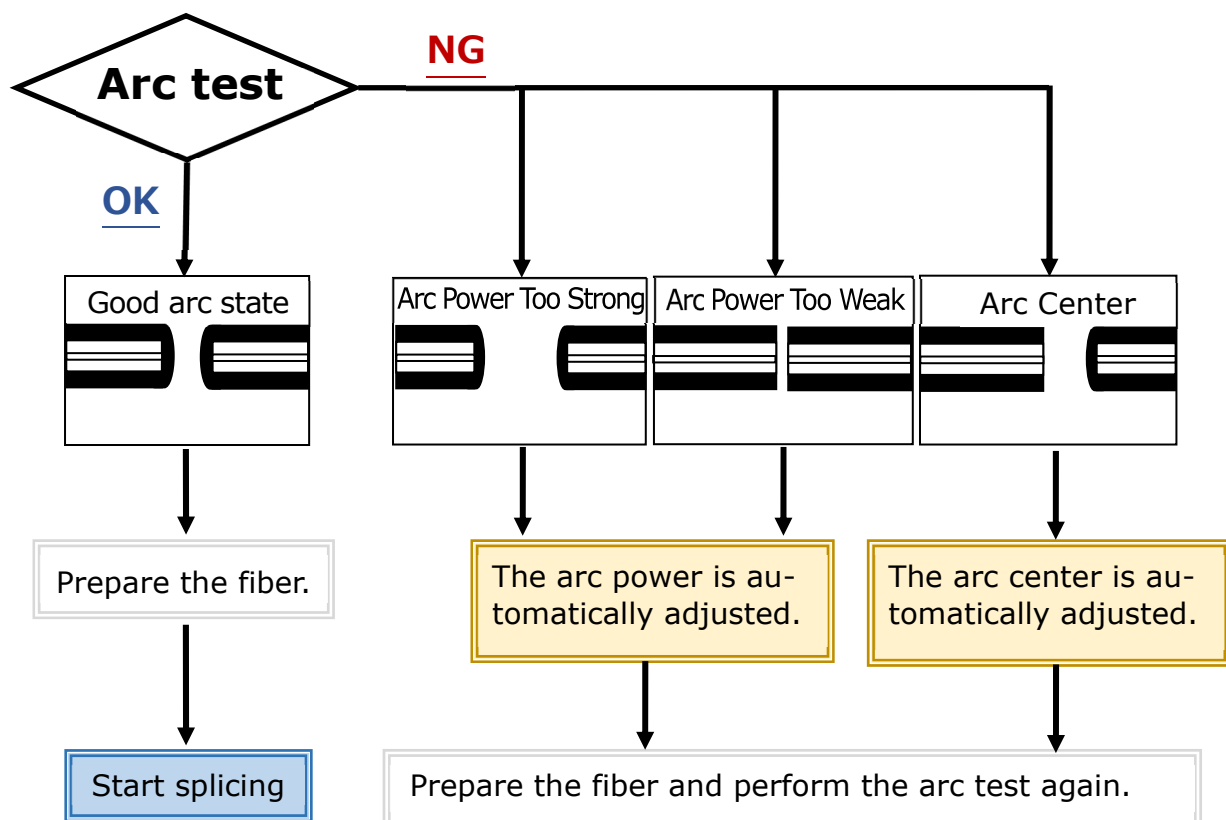 Arc test
NG
OK
Good arc state
Arc Power Too Strong
Arc Power Too Weak
Arc Center
Prepare the fiber.
The arc power is au-
tomatically adjusted.
The arc center is au-
tomatically adjusted.
Start splicing
Prepare the fiber and perform the arc test again.